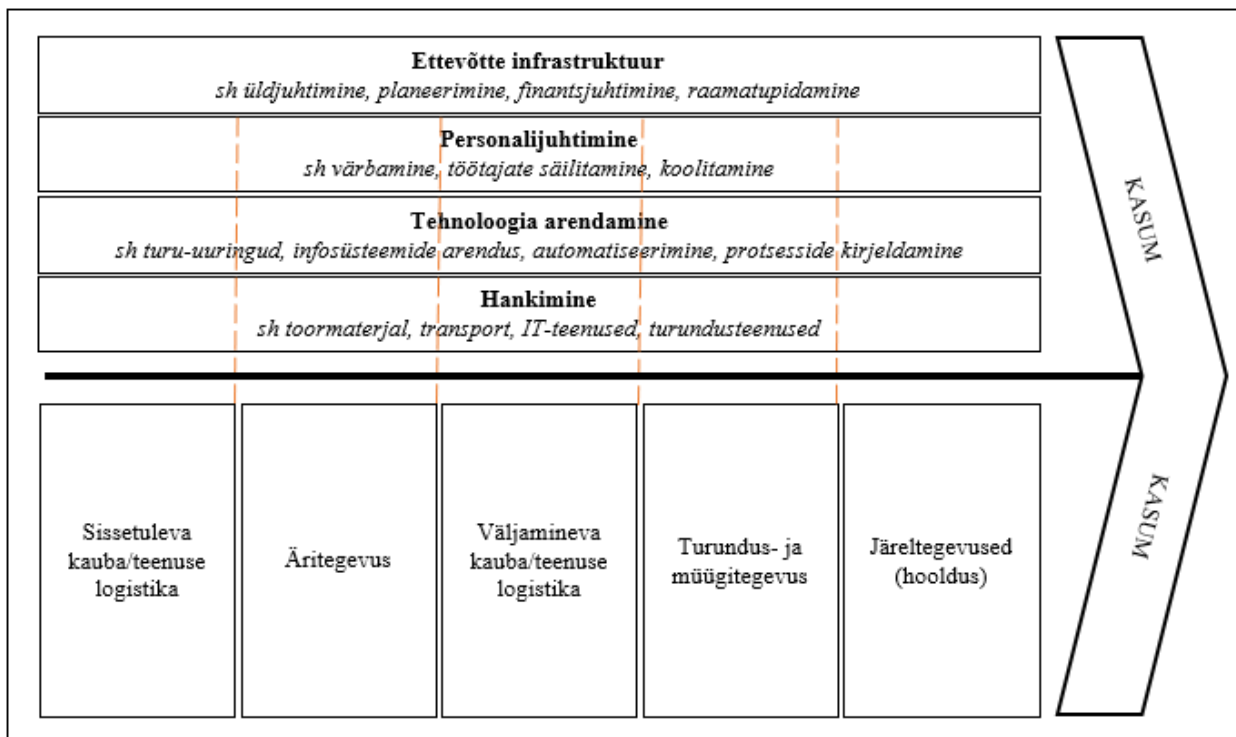 Ettevõtte infrastruktuur
sh üldjuhtimine, planeerimine, finantsjuhtimine, raamatupidamine
Personalijuhtimine
sh värbamine, töötajate säilitamine, koolitamine
Tehnoloogia arendamine
sh turu-uuringud, infosüsteemide arendus, automatiseerimine, protsesside kirjeldamine
Hankimine
sh toormaterjal, transport, IT-teenused, turundusteenused
KASUM
Sissetuleva
kauba/teenuse
logistika
Äritegevus
Väljamineva
kauba/teenuse
logistika
Turundus- ja
müügitegevus
Järeltegevused
(hooldus)
KASUM